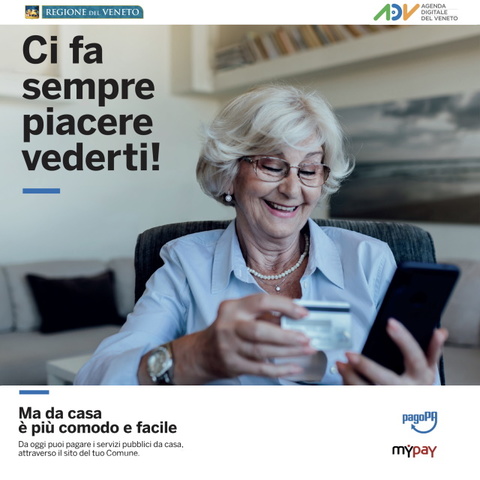 REGIONE DEL VENETO
ADV AGENDA
DIGITALE
DEL VENETO
Ci fa
sempre
piacere
vederti!
Ma da casa
è più comodo e facile
Da oggi puoi pagare i servizi pubblici da casa,
attraverso il sito del tuo Comune.
pagoPA
mypay